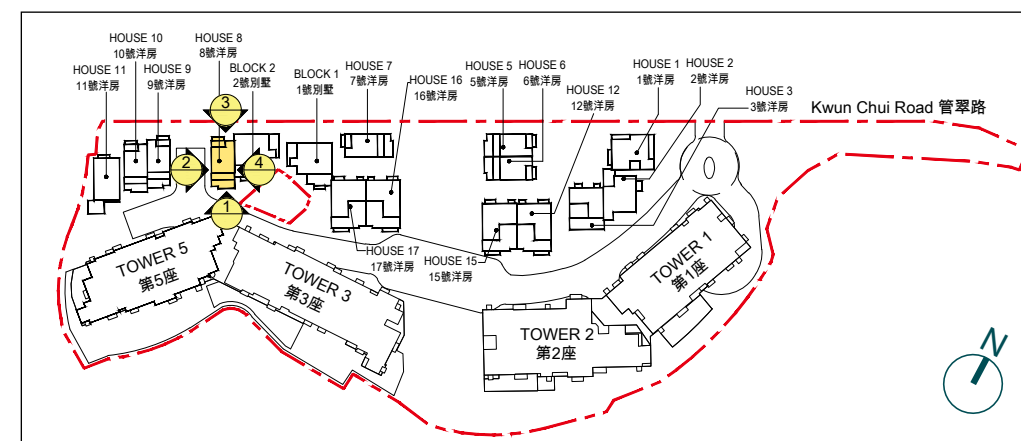 HOUSE 11
11號洋房
HOUSE 10
10號洋房
HOUSE 9
9號洋房
HOUSE 8
8號洋房
BLOCK 2
2號別墅
BLOCK 1
1號別墅
HOUSE 7
7號洋房
HOUSE 16
16號洋房
HOUSE 5
5號洋房
HOUSE 6
6號洋房
HOUSE 12
12號洋房
HOUSE 1
1號洋房
HOUSE 2
2號洋房
HOUSE 3
3號洋房
Kwun Chui Road 管翠路
3
2
4
1
HOUSE 17
17號洋房
HOUSE 15
15號洋房
TOWER 5
第5座
TOWER 3
第3座
TOWER 2
第2座
TOWER 1
第1座
N